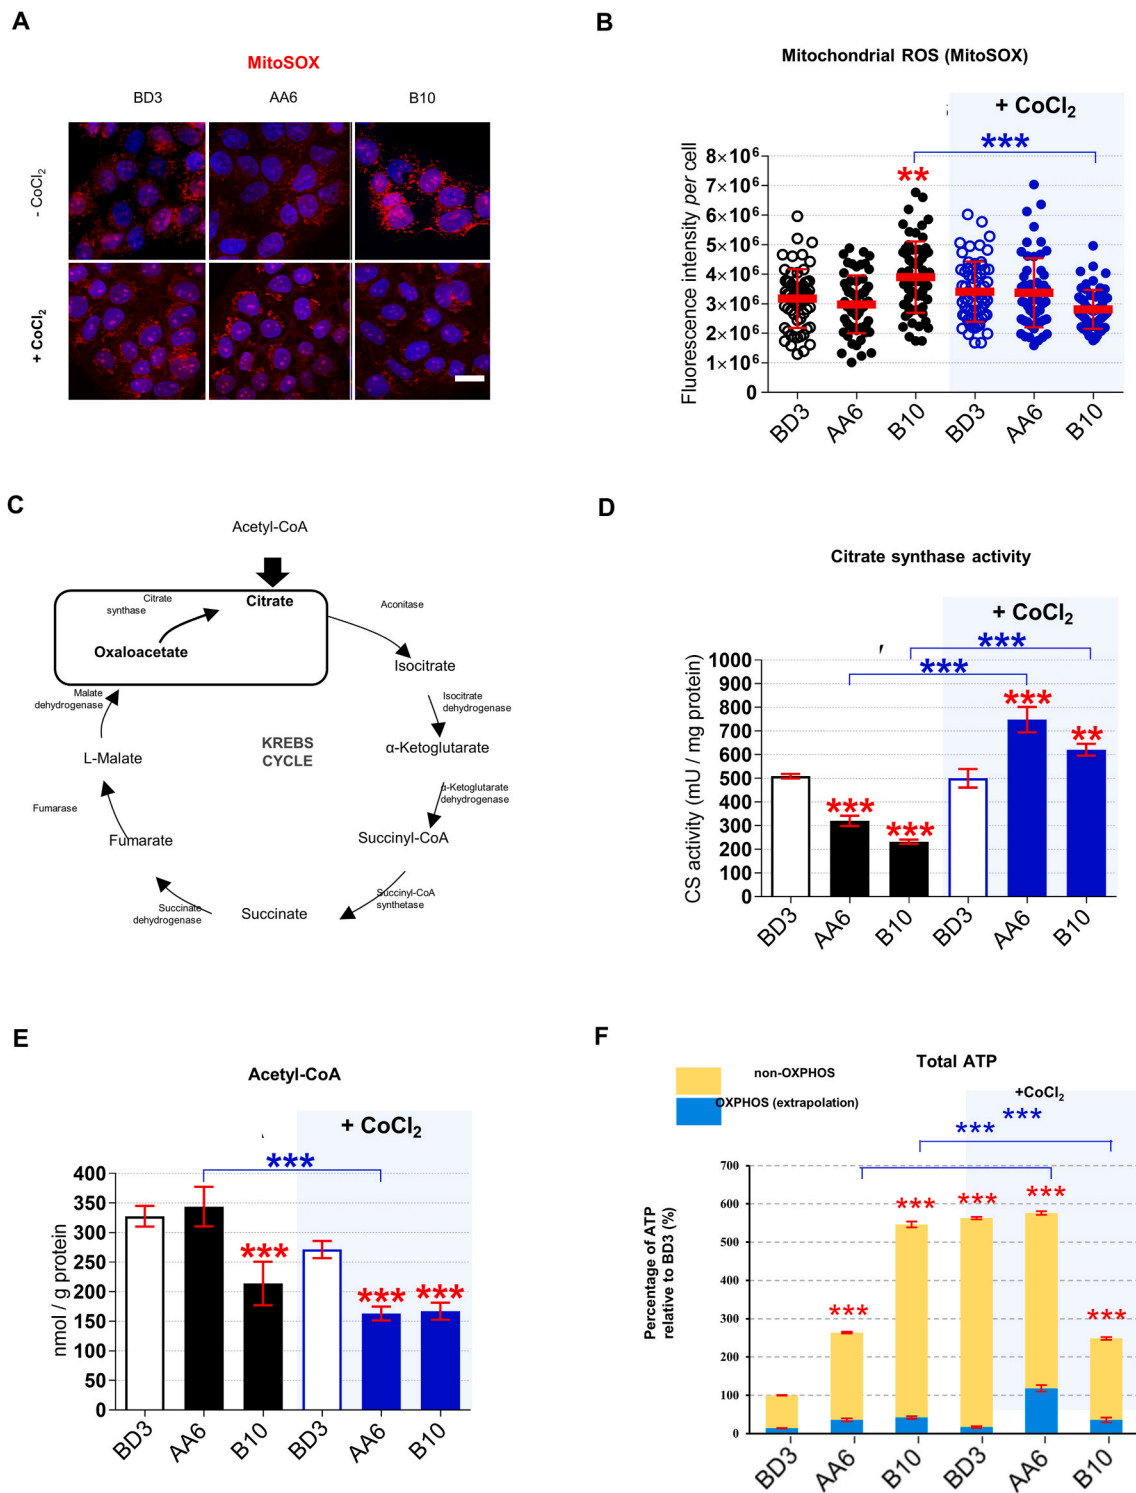 A
MitoSOX
BD3 AA6 B10
- CoCl₂
+ CoCl₂
B
Mitochondrial ROS (MitoSOX)
+ CoCl₂
***
**
Fluorescence intensity per cell
8×10⁶
7×10⁶
6×10⁶
5×10⁶
4×10⁶
3×10⁶
2×10⁶
1×10⁶
0
BD3 AA6 B10 BD3 AA6 B10
C
Acetyl-CoA
Citrate synthase
Citrate
Aconitase
Oxaloacetate
Isocitrate
Malate
dehydrogenase
Isocitrate
dehydrogenase
L-Malate
KREBS
CYCLE
α-Ketoglutarate
α-Ketoglutarate
dehydrogenase
Fumarase
Fumarate
Succinyl-CoA
Succinyl-CoA
synthetase
Succinate
dehydrogenase
Succinate
D
Citrate synthase activity
+ CoCl₂
***
***
*** *** *** **
CS activity (mU / mg protein)
1000
900
800
700
600
500
400
300
200
100
0
BD3 AA6 B10 BD3 AA6 B10
E
Acetyl-CoA
+ CoCl₂
***
*** *** ***
nmol / g protein
400
350
300
250
200
150
100
50
0
BD3 AA6 B10 BD3 AA6 B10
F
Total ATP
non-OXPHOS
OXPHOS (extrapolation)
+CoCl₂
***
***
*** *** *** *** ***
Percentage of ATP
relative to BD3 (%)
700
600
500
400
300
200
100
0
BD3 AA6 B10 BD3 AA6 B10